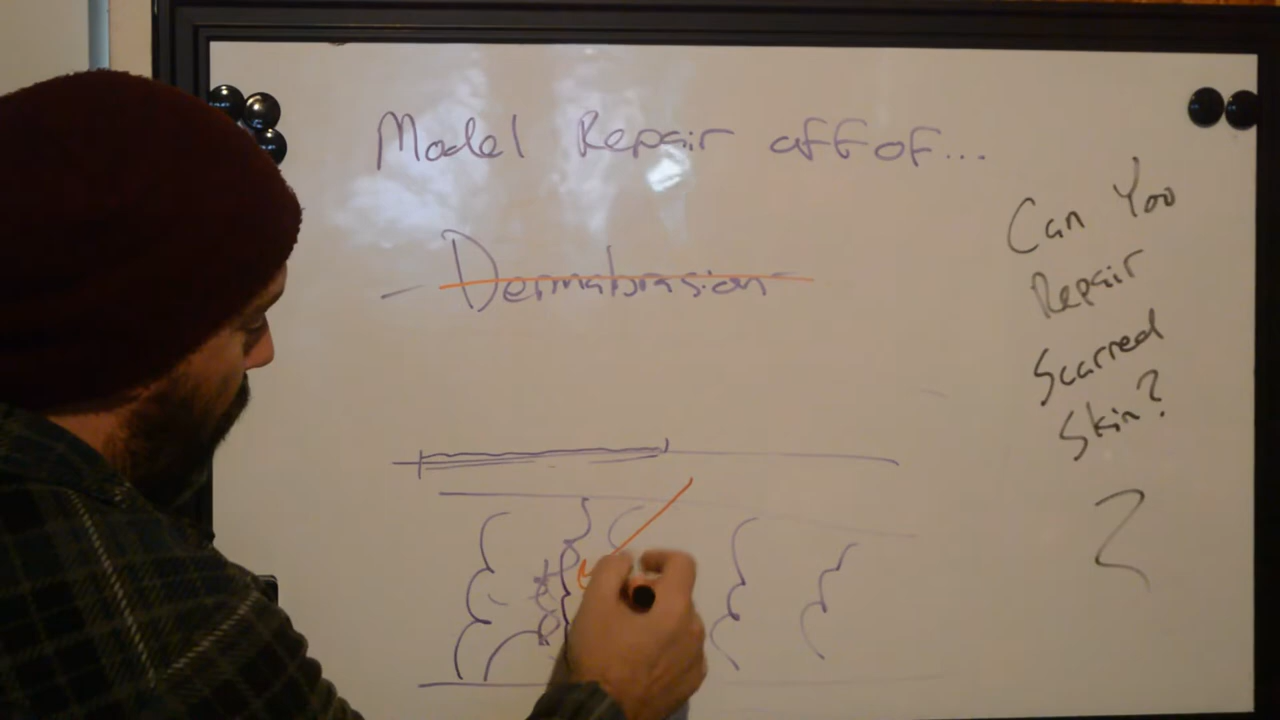 Model Repair off of...
- Dermabrasion
Can You
Repair
Scarred
Skin?